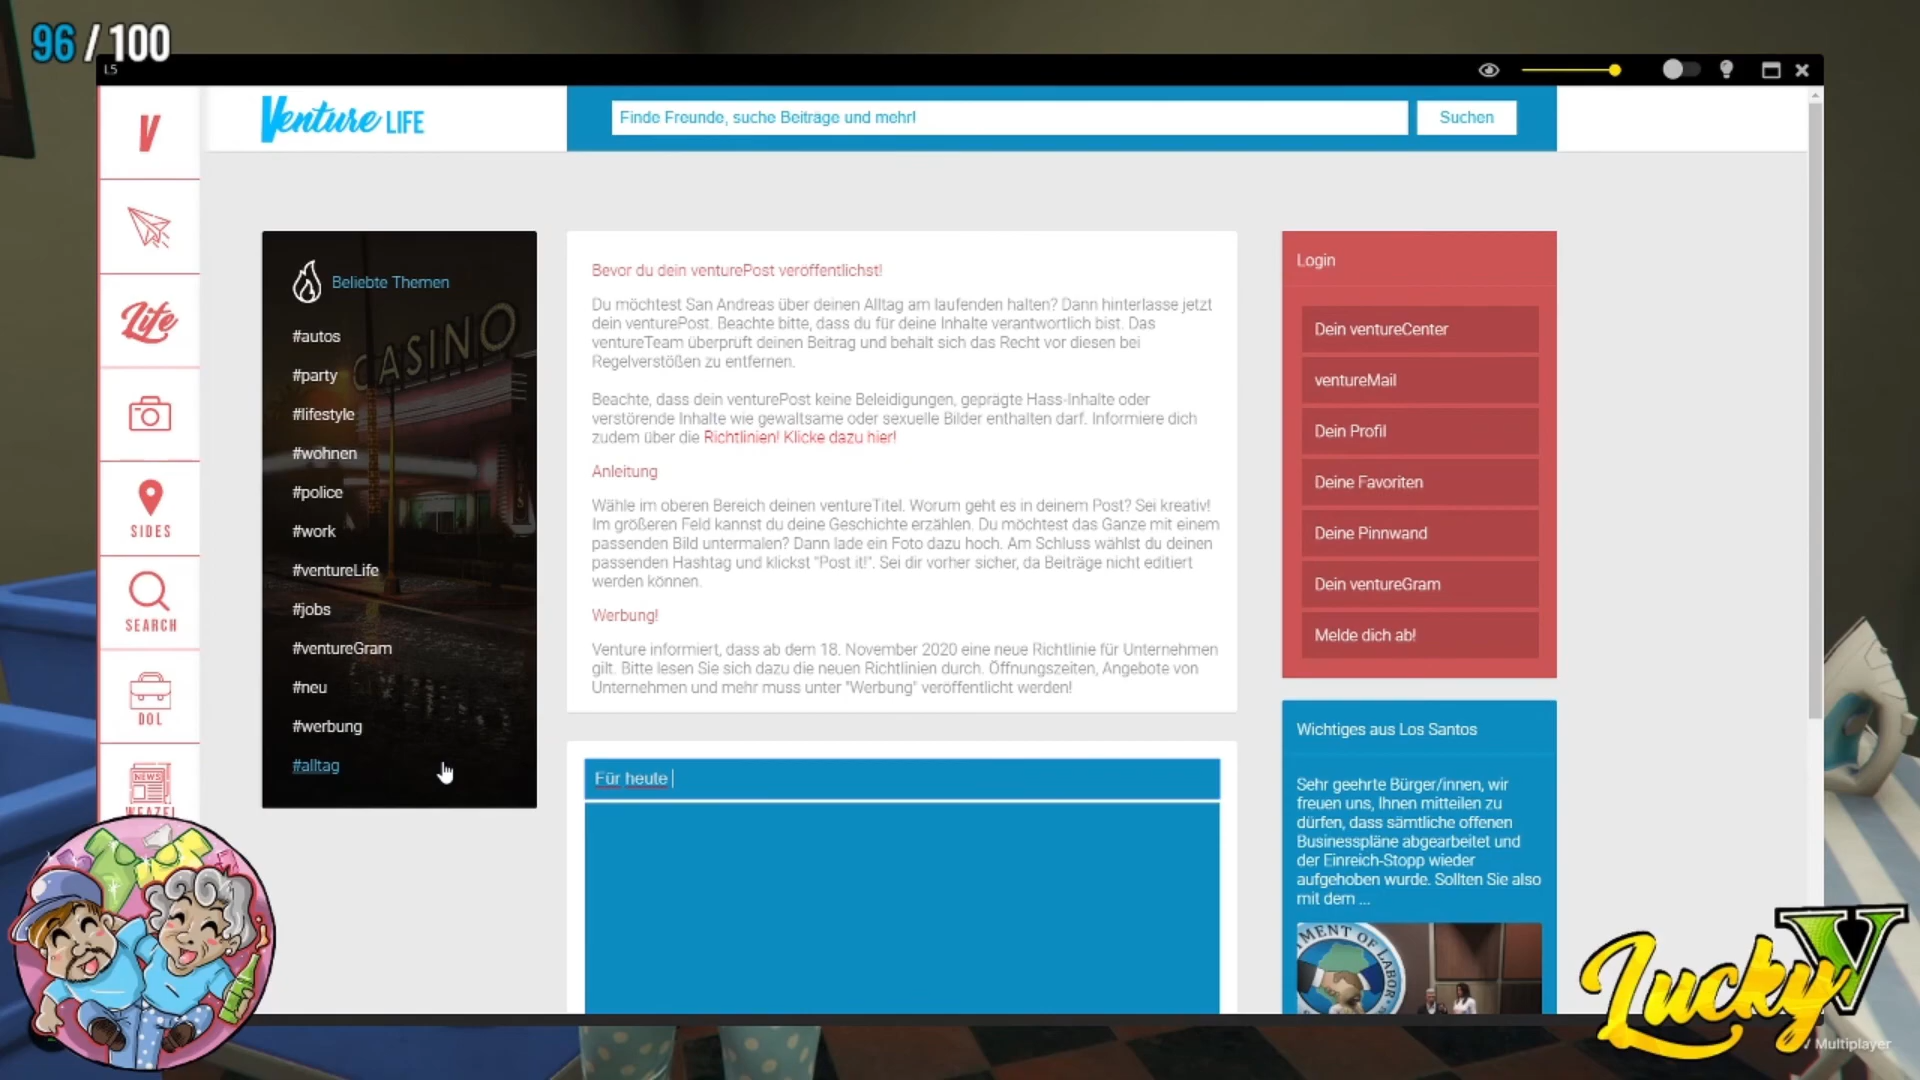 96 / 100
L5
V
Venture LIFE
Finde Freunde, suche Beiträge und mehr!
Suchen
Life
SIDES
SEARCH
DOL
NEWS
WEAZEL
Beliebte Themen
#autos
#party
#lifestyle
#wohnen
#police
#work
#ventureLife
#jobs
#ventureGram
#neu
#werbung
#alltag
CASINO
Bevor du dein venturePost veröffentlichst!
Du möchtest San Andreas über deinen Alltag am laufenden halten? Dann hinterlasse jetzt
dein venturePost. Beachte bitte, dass du für deine Inhalte verantwortlich bist. Das
ventureTeam überprüft deinen Beitrag und behält sich das Recht vor diesen bei
Regelverstößen zu entfernen.
Beachte, dass dein venturePost keine Beleidigungen, geprägte Hass-Inhalte oder
verstörende Inhalte wie gewaltsame oder sexuelle Bilder enthalten darf. Informiere dich
zudem über die Richtlinien! Klicke dazu hier!
Anleitung
Wähle im oberen Bereich deinen ventureTitel. Worum geht es in deinem Post? Sei kreativ!
Im größeren Feld kannst du deine Geschichte erzählen. Du möchtest das Ganze mit einem
passenden Bild untermalen? Dann lade ein Foto dazu hoch. Am Schluss wählst du deinen
passenden Hashtag und klickst "Post it!". Sei dir vorher sicher, da Beiträge nicht editiert
werden können.
Werbung!
Venture informiert, dass ab dem 18. November 2020 eine neue Richtlinie für Unternehmen
gilt. Bitte lesen Sie sich dazu die neuen Richtlinien durch. Öffnungszeiten, Angebote von
Unternehmen und mehr muss unter "Werbung" veröffentlicht werden!
Für heute
Login
Dein ventureCenter
ventureMail
Dein Profil
Deine Favoriten
Deine Pinnwand
Dein ventureGram
Melde dich ab!
Wichtiges aus Los Santos
Sehr geehrte Bürger/innen, wir
freuen uns, Ihnen mitteilen zu
dürfen, dass sämtliche offenen
Businesspläne abgearbeitet und
der Einreich-Stopp wieder
aufgehoben wurde. Sollten Sie also
mit dem ...
MENT OF LABOR
Lucky V
V Multiplayer